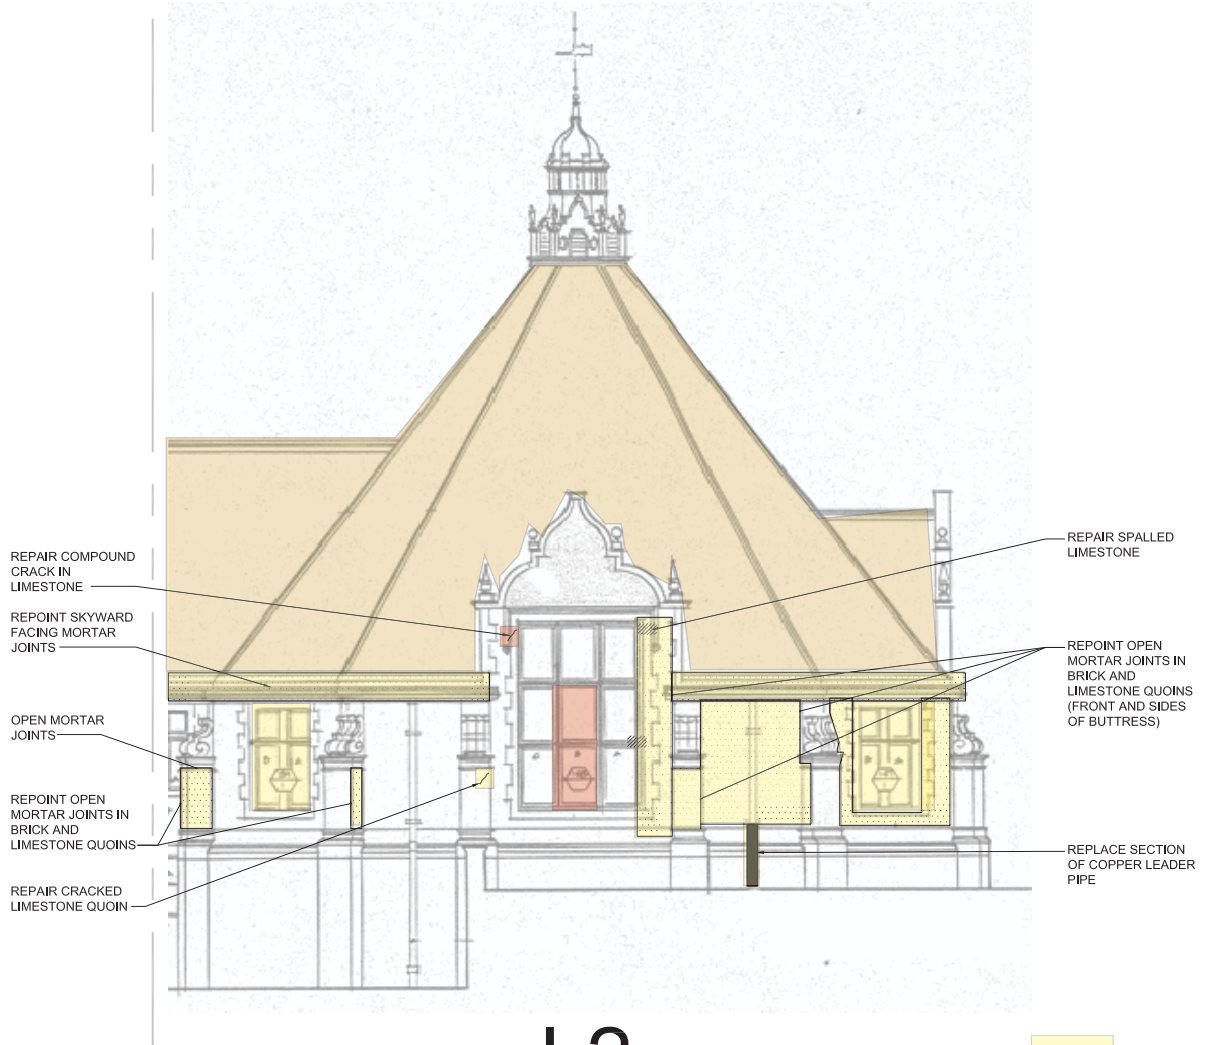 REPAIR COMPOUND
CRACK IN
LIMESTONE
REPOINT SKYWARD
FACING MORTAR
JOINTS
OPEN MORTAR
JOINTS
REPOINT OPEN
MORTAR JOINTS IN
BRICK AND
LIMESTONE QUOINS
REPAIR CRACKED
LIMESTONE QUOIN
REPAIR SPALLED
LIMESTONE
REPOINT OPEN
MORTAR JOINTS IN
BRICK AND
LIMESTONE QUOINS
(FRONT AND SIDES
OF BUTTRESS)
REPLACE SECTION
OF COPPER LEADER
PIPE